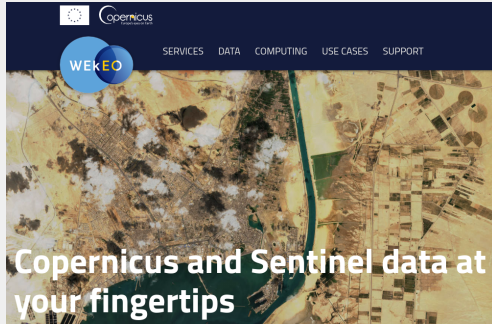 Copernicus
WEkEO
SERVICES DATA COMPUTING USE CASES SUPPORT
Copernicus and Sentinel data at
your fingertips